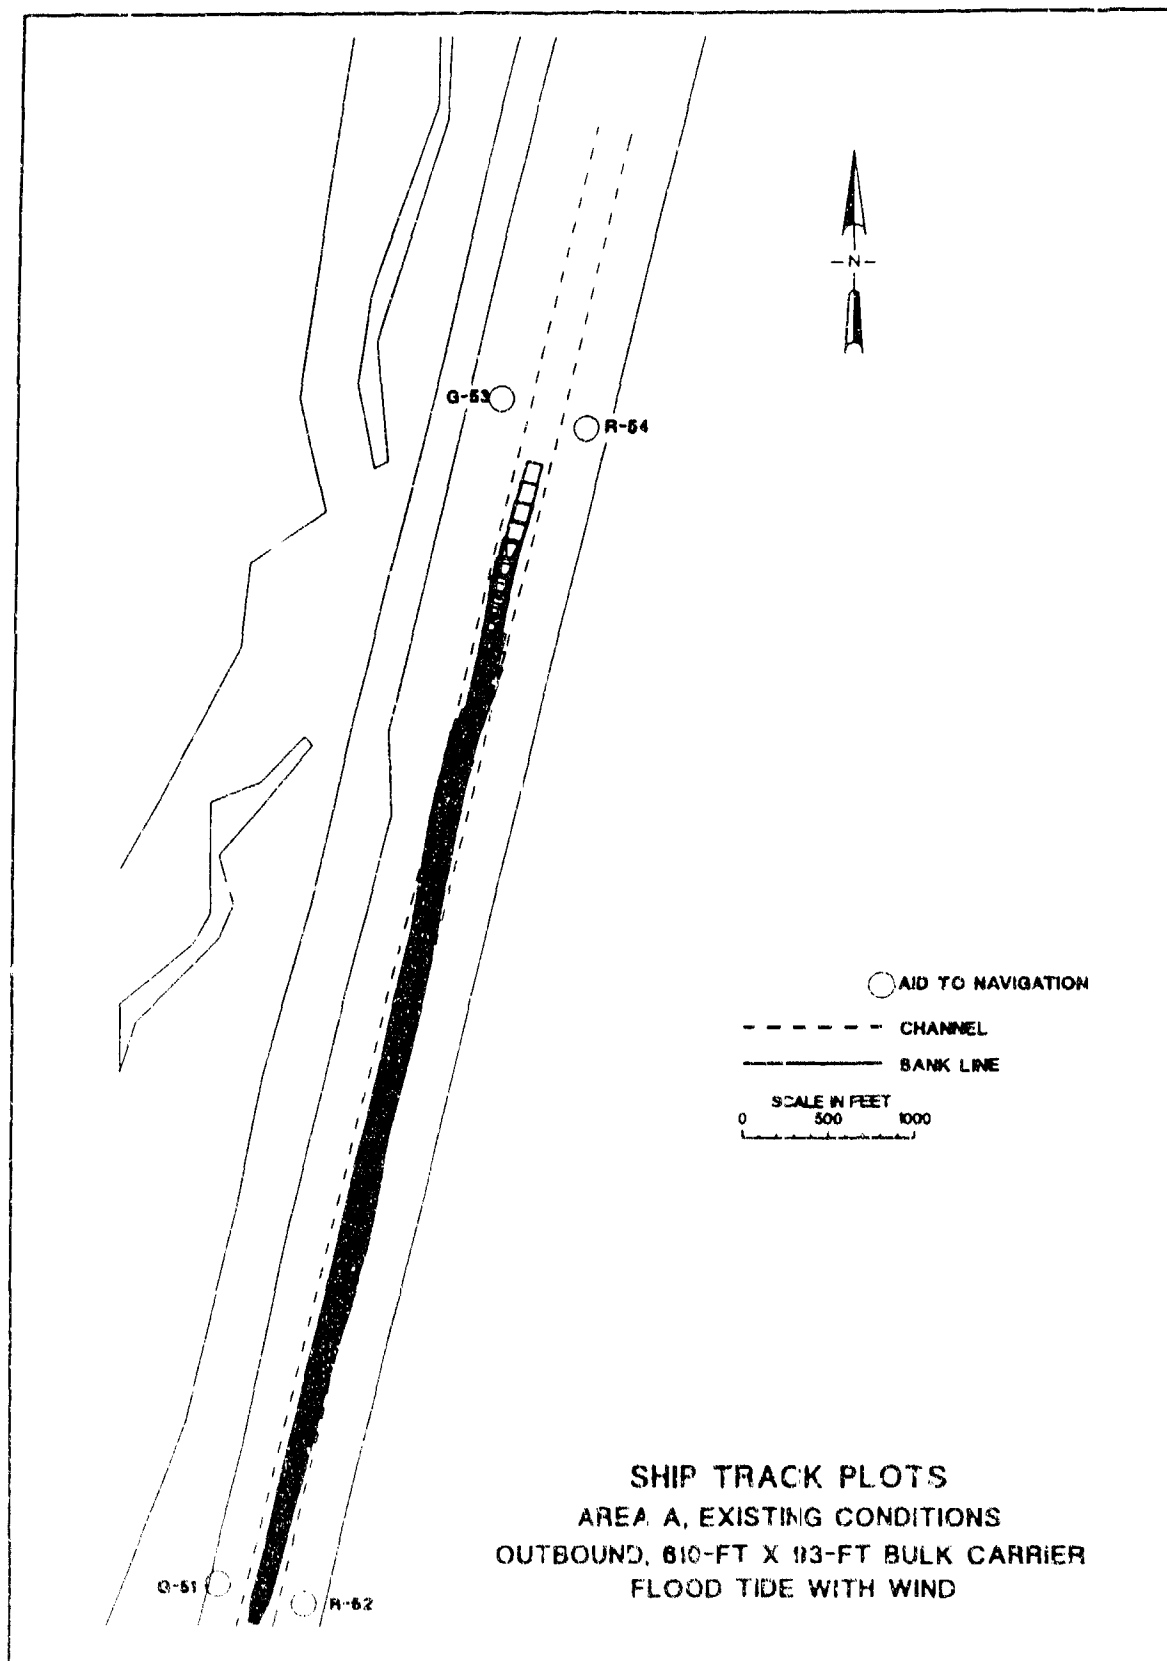 -N-
G-53
R-54
AID TO NAVIGATION
CHANNEL
BANK LINE
SCALE IN FEET
0 500 1000
SHIP TRACK PLOTS
AREA A, EXISTING CONDITIONS
OUTBOUND, 610-FT X 93-FT BULK CARRIER
FLOOD TIDE WITH WIND
G-51
R-52